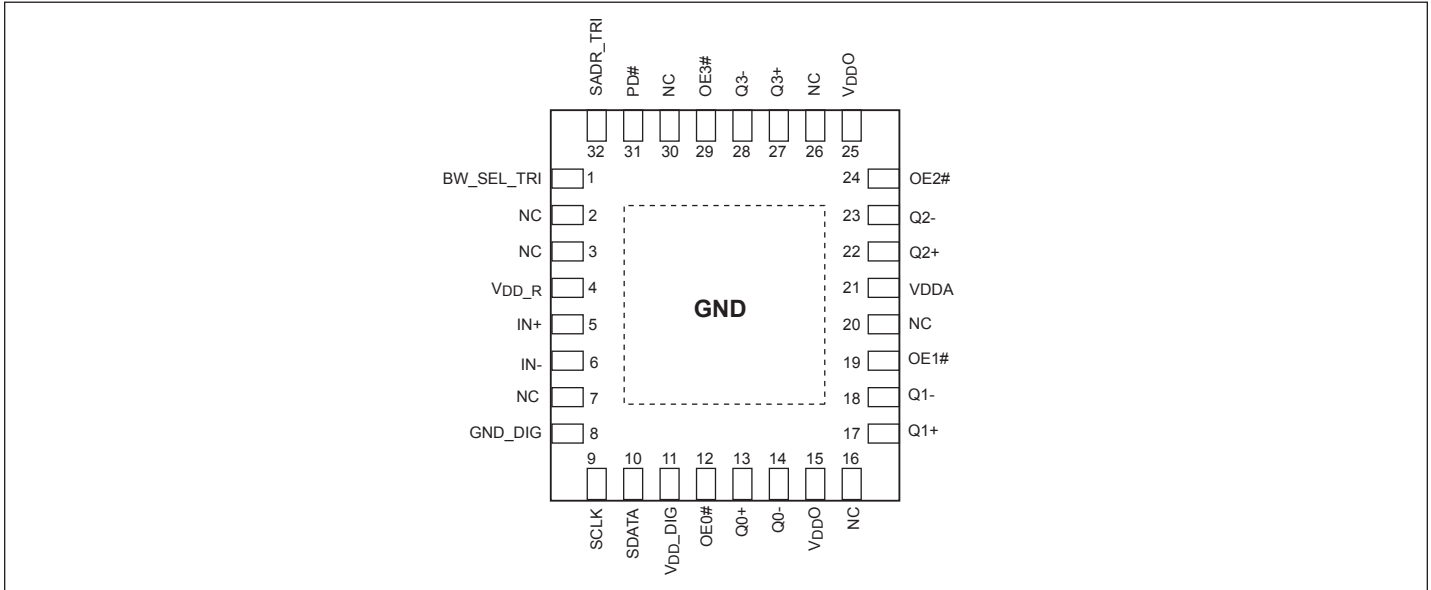 SADR_TRI
PD#
NC
OE3#
Q3-
Q3+
NC
VDDO
32 31 30 29 28 27 26 25
BW_SEL_TRI 1 24 OE2#
NC 2 23 Q2-
NC 3 22 Q2+
VDD_R 4 21 VDDA
GND
IN+ 5 20 NC
IN- 6 19 OE1#
NC 7 18 Q1-
GND_DIG 8 17 Q1+
9 10 11 12 13 14 15 16
SCLK
SDATA
VDD_DIG
OE0#
Q0+
Q0-
VDDO
NC